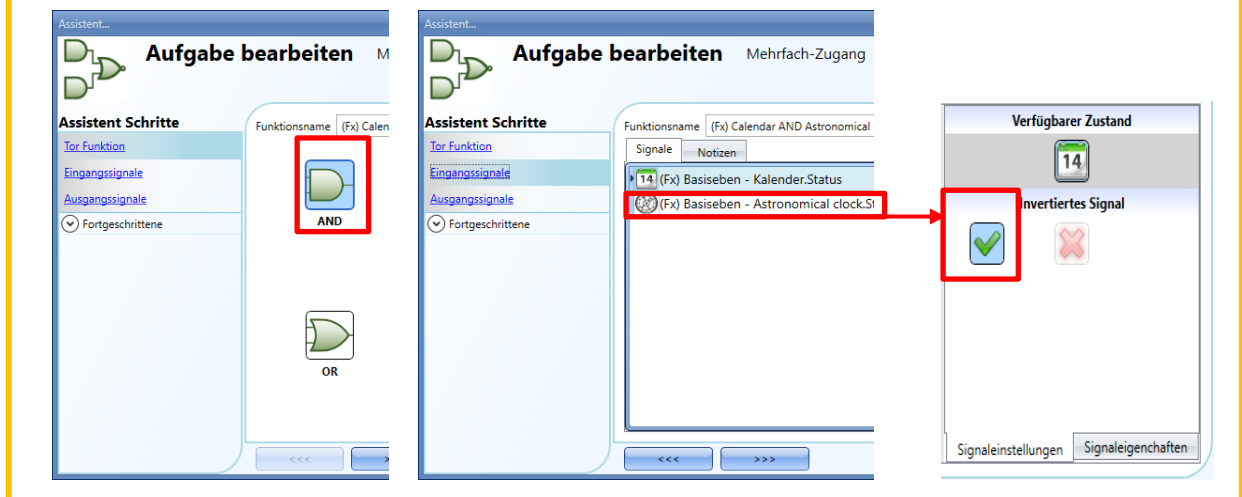 Assistent...
Aufgabe bearbeiten
Assistent Schritte
Tor Funktion
Eingangssignale
Ausgangssignale
Fortgeschrittene
Funktionsname (Fx) Calen
AND
OR
<<<
Assistent...
Aufgabe bearbeiten Mehrfach-Zugang
Assistent Schritte
Tor Funktion
Eingangssignale
Ausgangssignale
Fortgeschrittene
Funktionsname (Fx) Calendar AND Astronomical
Signale Notizen
14 (Fx) Basiseben - Kalender.Status
(Fx) Basiseben - Astronomical clock.St
<<< >>>
Verfügbarer Zustand
14
Invertiertes Signal
Signaleinstellungen Signaleigenschaften